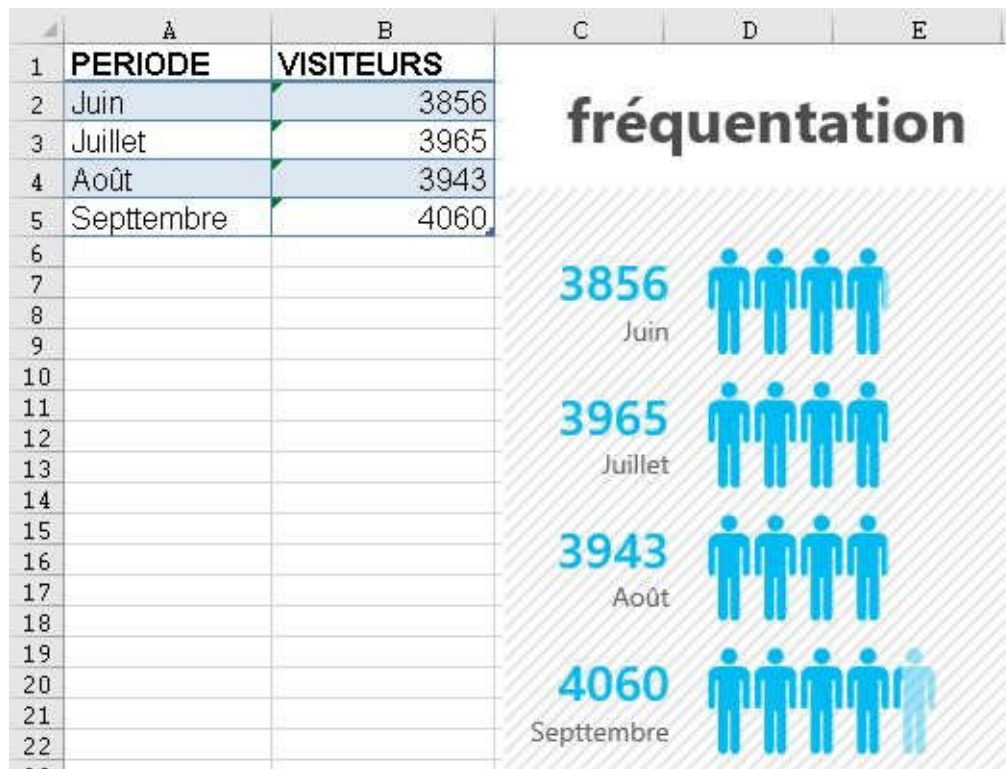 A B C D E
1 PERIODE VISITEURS
2 Juin 3856
3 Juillet 3965
4 Août 3943
5 Septtembre 4060
6
7
8
9
10
11
12
13
14
15
16
17
18
19
20
21
22
fréquentation
3856
Juin
3965
Juillet
3943
Août
4060
Septtembre